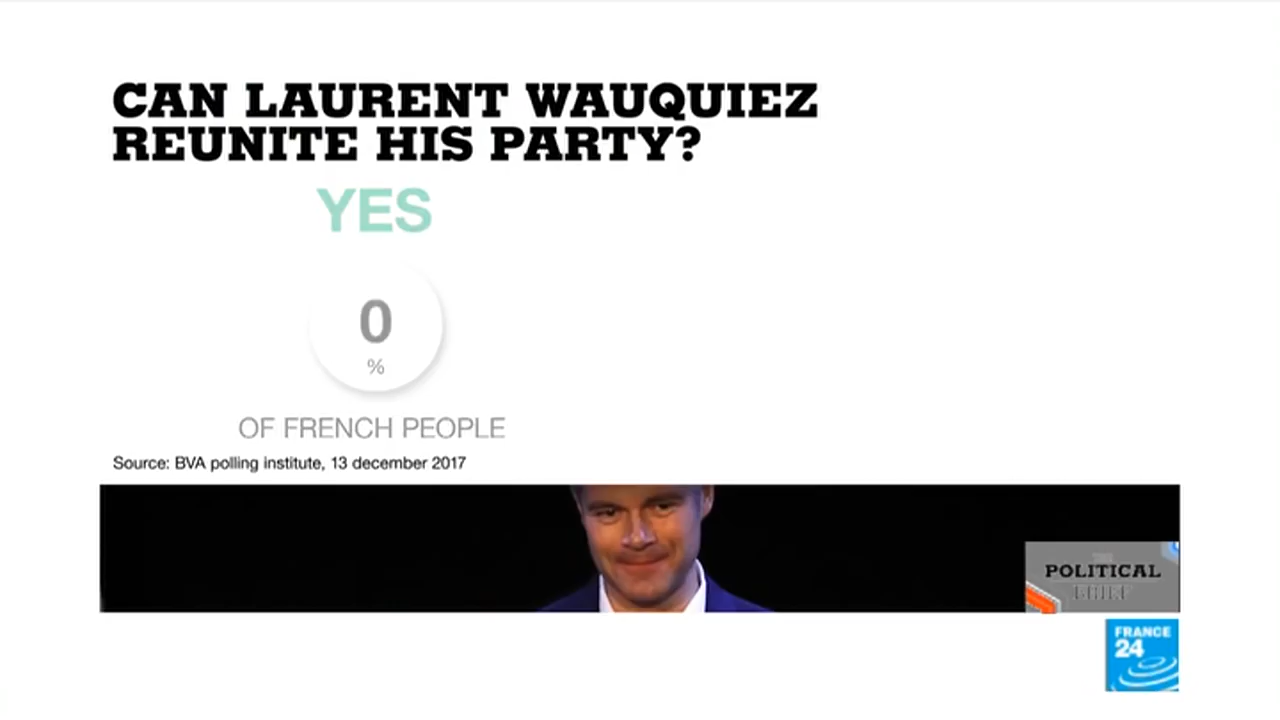 CAN LAURENT WAUQUIEZ
REUNITE HIS PARTY?
YES
0
%
OF FRENCH PEOPLE
Source: BVA polling institute, 13 december 2017
POLITICAL
BRIEF
FRANCE
24